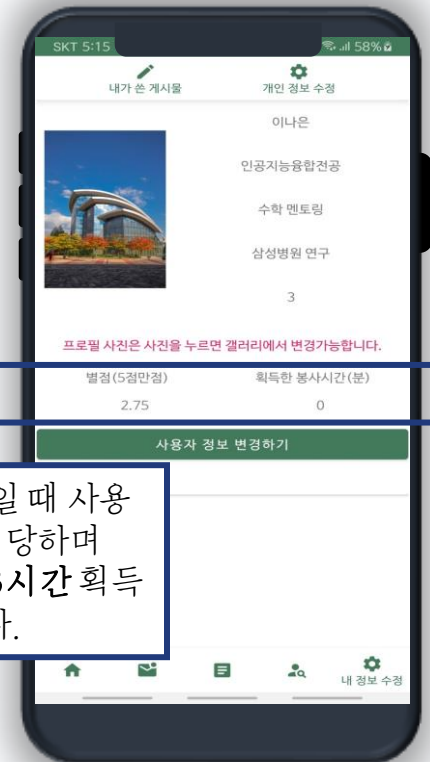 SKT 5:15
58%
내가 쓴 게시물
개인 정보 수정
이나은
인공지능융합전공
수학 멘토링
삼성병원 연구
3
프로필 사진은 사진을 누르면 갤러리에서 변경가능합니다.
별점(5점만점)
획득한 봉사시간(분)
2.75
0
사용자 정보 변경하기
일 때 사용
당하며
시간 획득
내 정보 수정